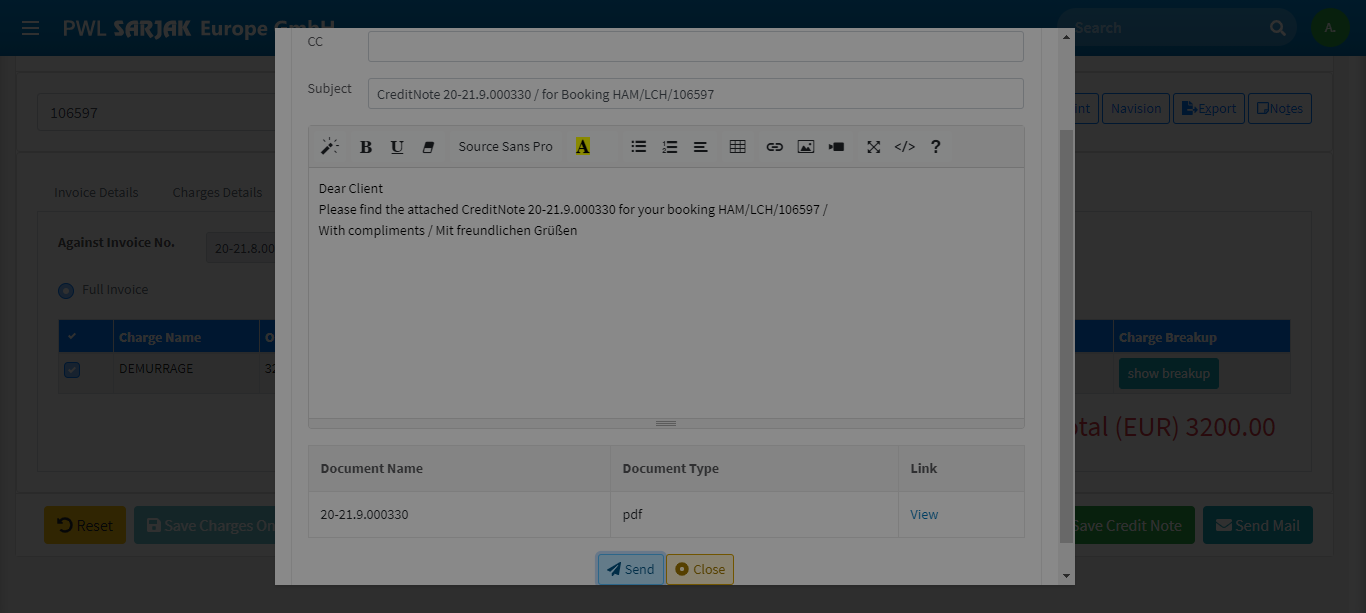 PWL SARJAK Europe GmbH
Search
A.
CC
Subject
CreditNote 20-21.9.000330 / for Booking HAM/LCH/106597
106597
Navision
Export
Notes
B U Source Sans Pro A </> ?
Dear Client
Please find the attached CreditNote 20-21.9.000330 for your booking HAM/LCH/106597 /
With compliments / Mit freundlichen Grüßen
Invoice Details
Charges Details
Against Invoice No.
20-21.8.00
Full Invoice
Charge Name
Charge Breakup
DEMURRAGE
show breakup
(EUR) 3200.00
Document Name Document Type Link
20-21.9.000330 pdf View
Reset
Save Charges
Save Credit Note
Send Mail
Send
Close